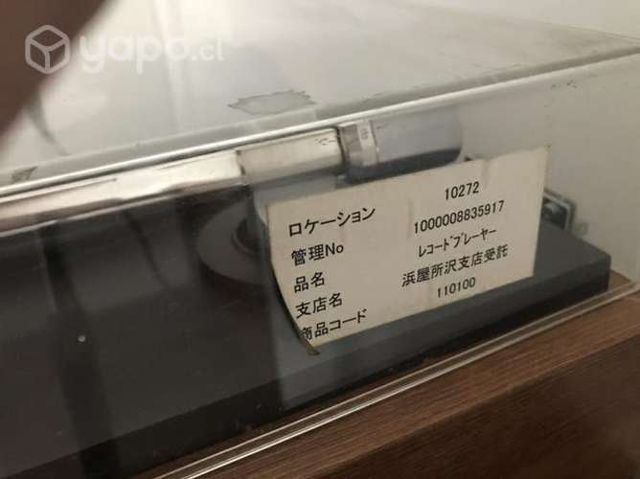 yapo.cl
ロケーション 10272
管理No 1000008835917
品名 レコードプレーヤー
支店名 浜屋所沢支店受託
商品コード 110100